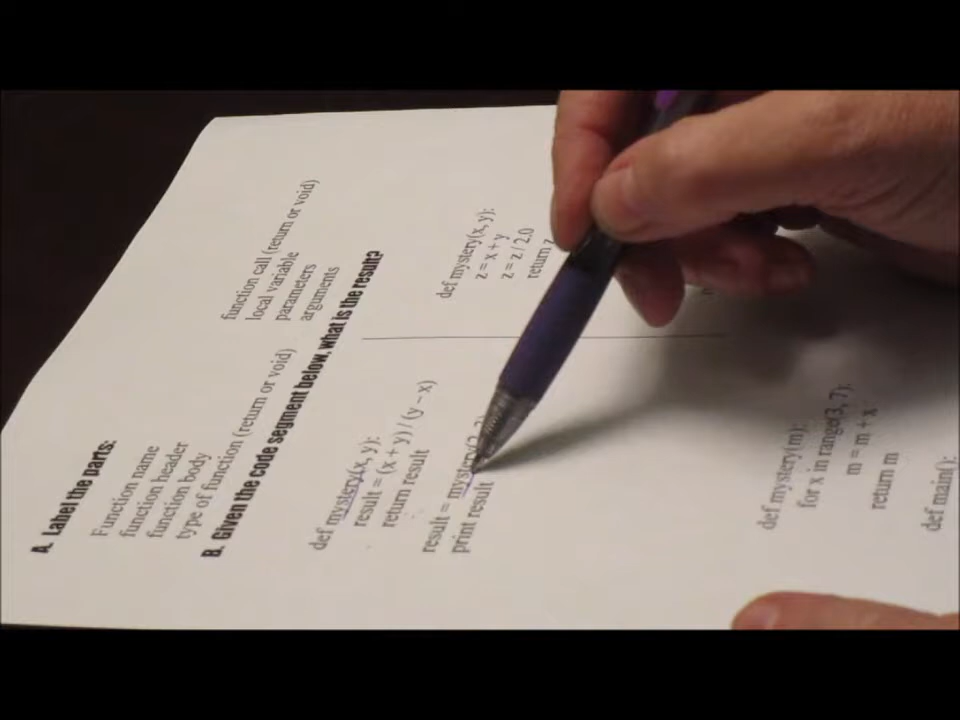 A. Label the parts:
Function name
function header
function body
type of function (return or void)
function call (return or void)
local variable
parameters
arguments
B. Given the code segment below, what is the result?
def mystery(x, y):
result = (x + y) / (y – x)
return result
result = mystery(
print result
def mystery(x, y):
z = x + y
z = z / 2.0
return z
def mystery(m):
for x in range(3, 7):
m = m + x
return m
def main():